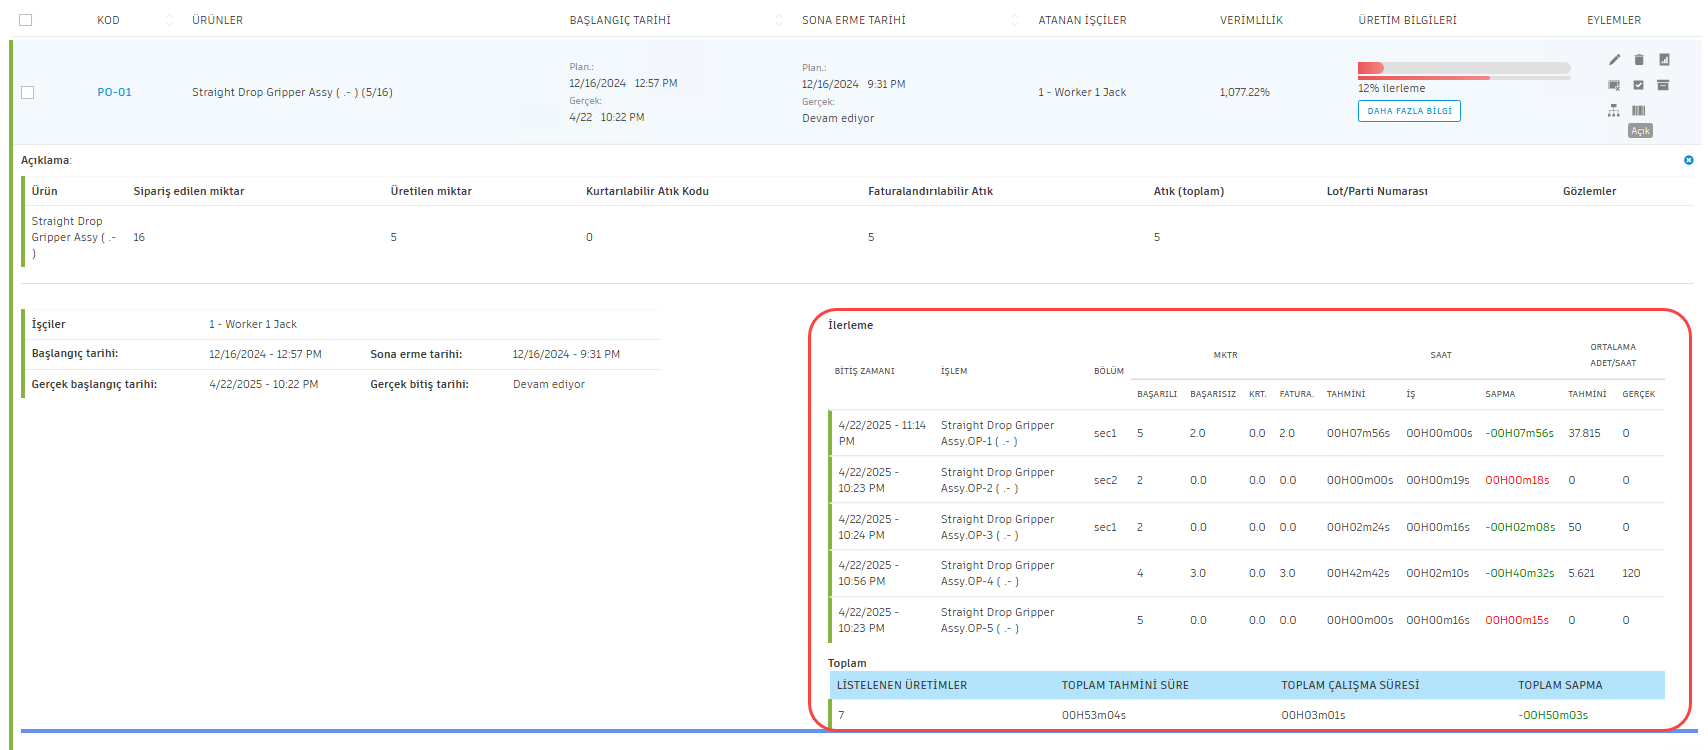 KOD ÜRÜNLER BAŞLANGIÇ TARİHİ SONA ERME TARİHİ ATANAN İŞÇİLER VERİMLİLİK ÜRETİM BİLGİLERİ EYLEMLER
PO-01 Straight Drop Gripper Assy ( .- ) (5/16)
Plan.:
12/16/2024 12:57 PM
Gerçek:
4/22 10:22 PM
Plan.:
12/16/2024 9:31 PM
Gerçek:
Devam ediyor
1 - Worker 1 Jack
1,077.22%
12% ilerleme
DAHA FAZLA BİLGİ
Açık
Açıklama:
Ürün Sipariş edilen miktar Üretilen miktar Kurtarılabilir Atık Kodu Faturalandırılabilir Atık Atık (toplam) Lot/Parti Numarası Gözlemler
Straight Drop
Gripper Assy ( .- 16 5 0 5 5
)
İşçiler 1 - Worker 1 Jack
Başlangıç tarihi: 12/16/2024 - 12:57 PM Sona erme tarihi: 12/16/2024 - 9:31 PM
Gerçek başlangıç tarihi: 4/22/2025 - 10:22 PM Gerçek bitiş tarihi: Devam ediyor
İlerleme
BİTİŞ ZAMANI İŞLEM BÖLÜM MKTR SAAT ORTALAMA
ADET/SAAT
BAŞARILI BAŞARISIZ KRT. FATURA. TAHMİNİ İŞ SAPMA TAHMİNİ GERÇEK
4/22/2025 - 11:14 Straight Drop Gripper
PM Assy.OP-1 ( .- ) sec1 5 2.0 0.0 2.0 00H07m56s 00H00m00s -00H07m56s 37.815 0
4/22/2025 - Straight Drop Gripper
10:23 PM Assy.OP-2 ( .- ) sec2 2 0.0 0.0 0.0 00H00m00s 00H00m19s 00H00m18s 0 0
4/22/2025 - Straight Drop Gripper
10:24 PM Assy.OP-3 ( .- ) sec1 2 0.0 0.0 0.0 00H02m24s 00H00m16s -00H02m08s 50 0
4/22/2025 - Straight Drop Gripper
10:56 PM Assy.OP-4 ( .- ) 4 3.0 0.0 3.0 00H42m42s 00H02m10s -00H40m32s 5.621 120
4/22/2025 - Straight Drop Gripper
10:23 PM Assy.OP-5 ( .- ) 5 0.0 0.0 0.0 00H00m00s 00H00m16s 00H00m15s 0 0
Toplam
LİSTELENEN ÜRETİMLER TOPLAM TAHMİNİ SÜRE TOPLAM ÇALIŞMA SÜRESİ TOPLAM SAPMA
7 00H53m04s 00H03m01s -00H50m03s